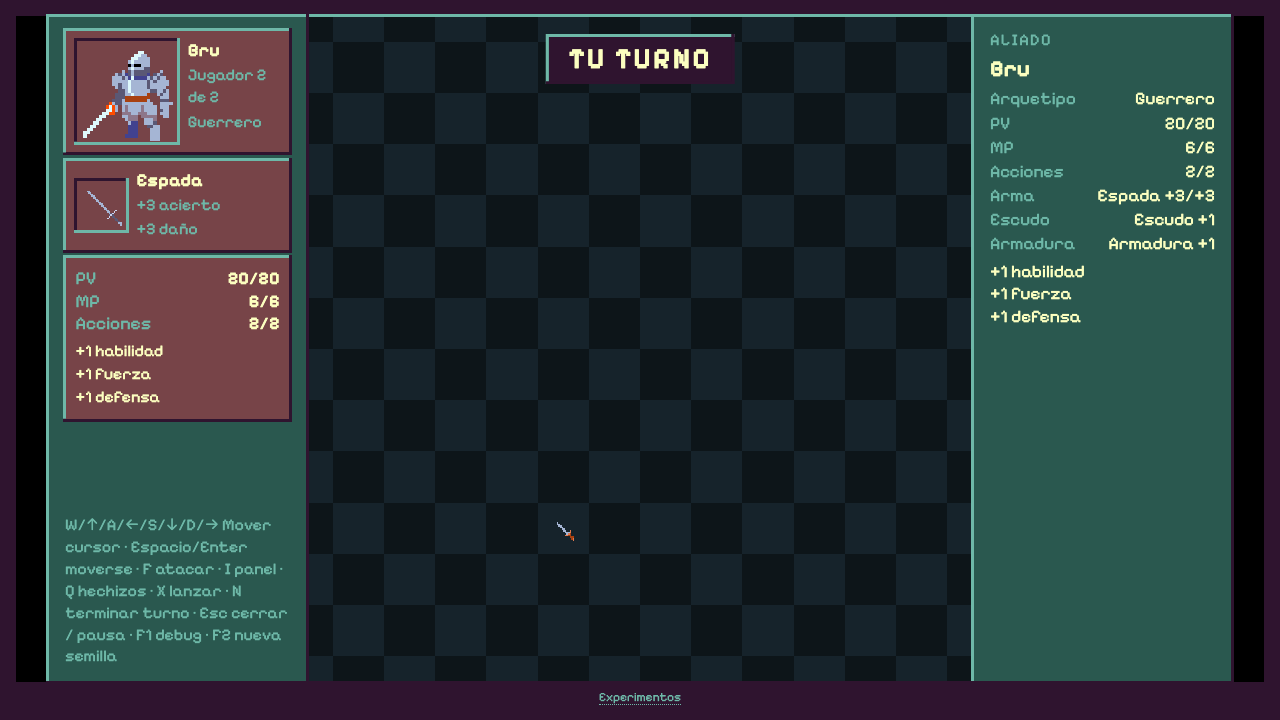 Gru
Jugador 2
de 2
Guerrero
Espada
+3 acierto
+3 daño
PV 20/20
MP 6/6
Acciones 2/2
+1 habilidad
+1 fuerza
+1 defensa
W/↑/A/←/S/↓/D/→ Mover
cursor · Espacio/Enter
moverse · F atacar · I panel ·
Q hechizos · X lanzar · N
terminar turno · Esc cerrar
/ pausa · F1 debug · F2 nueva
semilla
TU TURNO
ALIADO
Gru
Arquetipo Guerrero
PV 20/20
MP 6/6
Acciones 2/2
Arma Espada +3/+3
Escudo Escudo +1
Armadura Armadura +1
+1 habilidad
+1 fuerza
+1 defensa
Experimentos